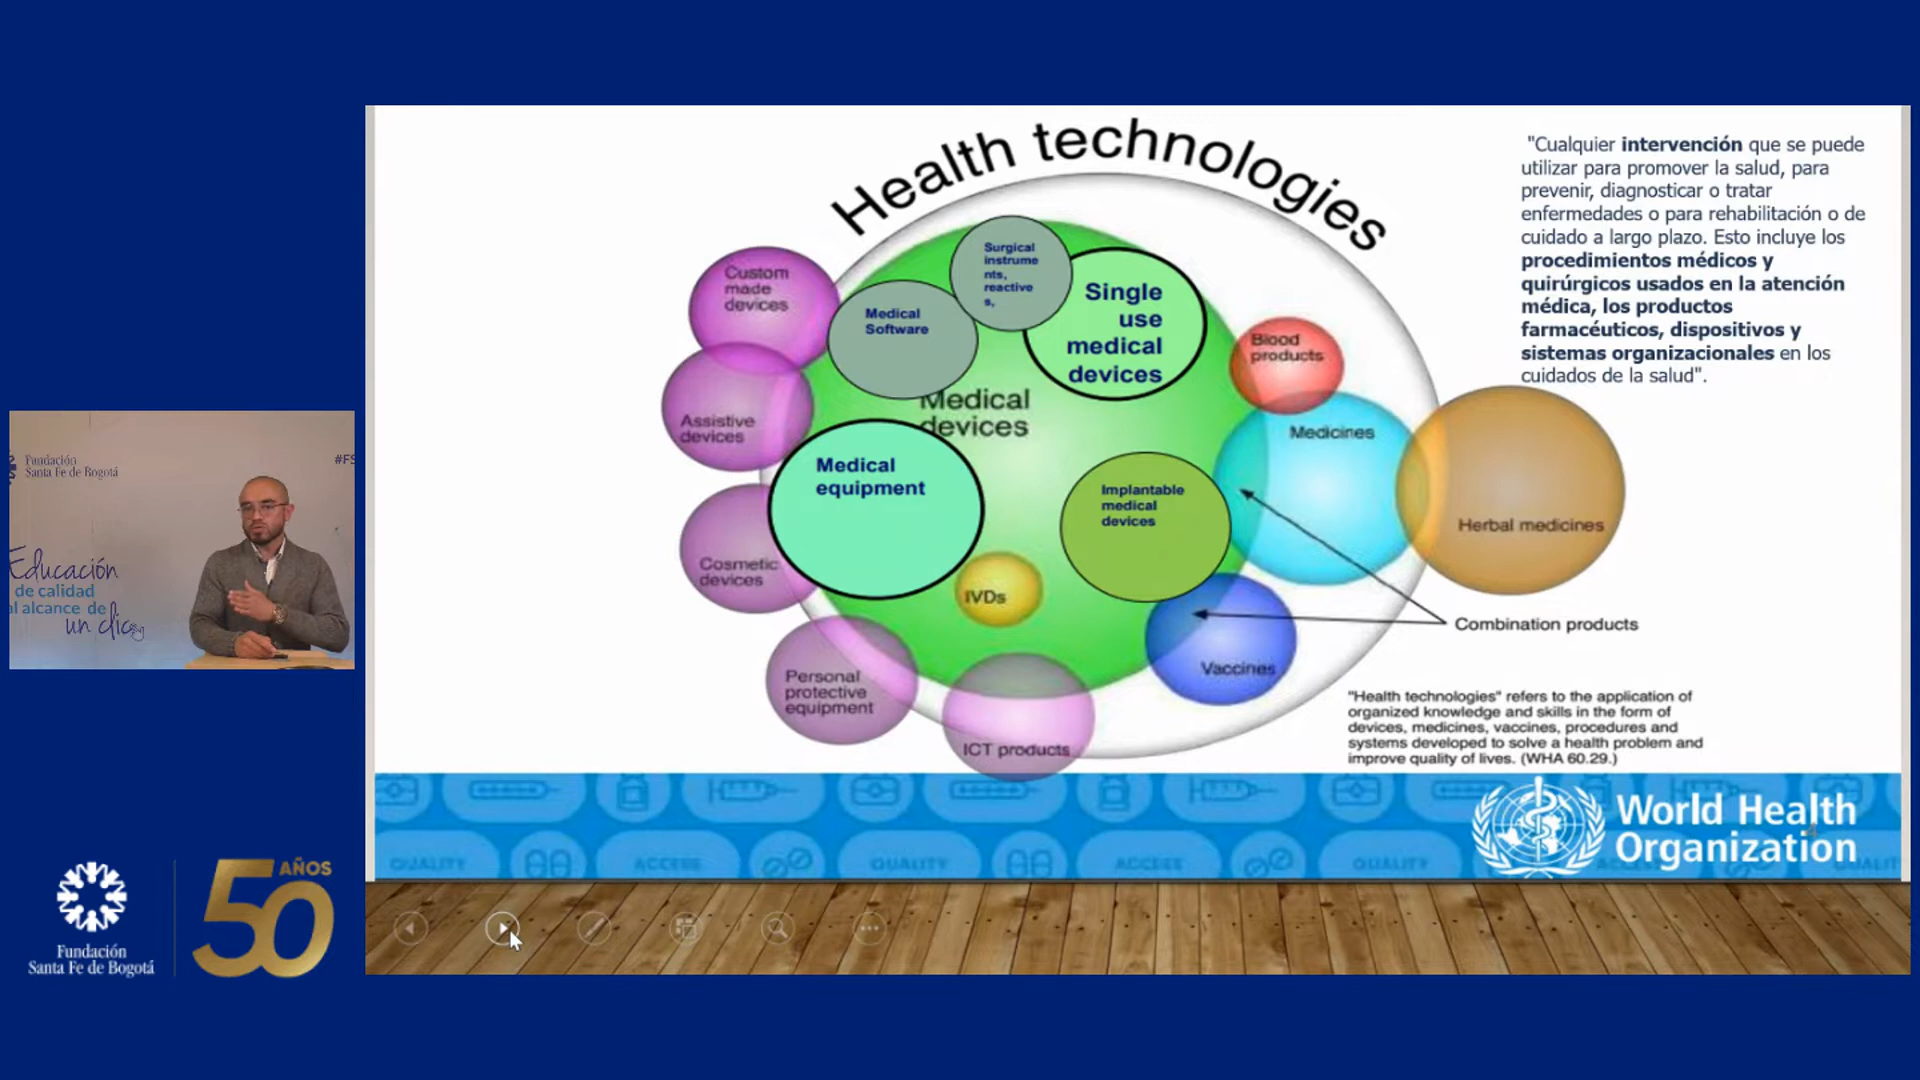 Health technologies
"Cualquier intervención que se puede
utilizar para promover la salud, para
prevenir, diagnosticar o tratar
enfermedades o para rehabilitación o de
cuidado a largo plazo. Esto incluye los
procedimientos médicos y
quirúrgicos usados en la atención
médica, los productos
farmacéuticos, dispositivos y
sistemas organizacionales en los
cuidados de la salud".
Custom
made
devices
Medical
Software
Surgical
instrume
nts,
reactive
s,
Single
use
medical
devices
Blood
products
Assistive
devices
Medical
devices
Medicines
Medical
equipment
Implantable
medical
devices
Herbal medicines
Cosmetic
devices
IVDs
Combination products
Vaccines
Personal
protective
equipment
ICT products
"Health technologies" refers to the application of
organized knowledge and skills in the form of
devices, medicines, vaccines, procedures and
systems developed to solve a health problem and
improve quality of lives. (WHA 60.29.)
World Health
Organization
4
QUALITY
ACCESS
QUALITY
ACCESS
QUALITY
Fundación
Santa Fe de Bogotá
#FS
Educación
de calidad
al alcance de
un clic
Fundación
Santa Fe de Bogotá
50
AÑOS